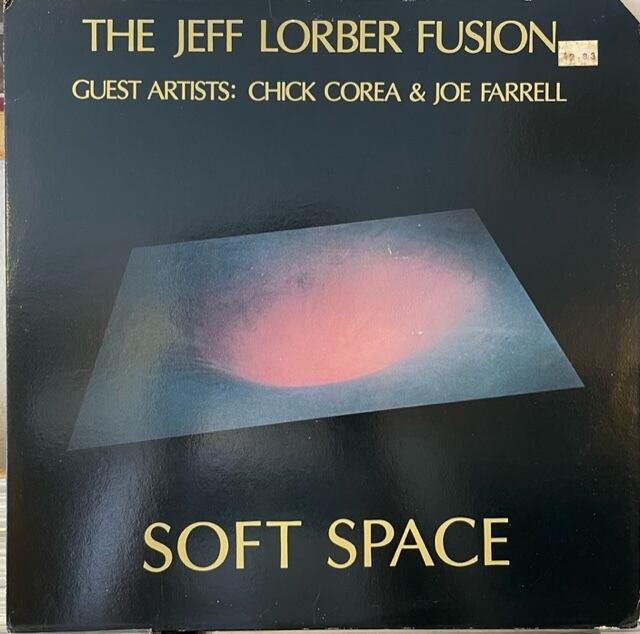 THE JEFF LORBER FUSION
GUEST ARTISTS: CHICK COREA & JOE FARRELL
SOFT SPACE